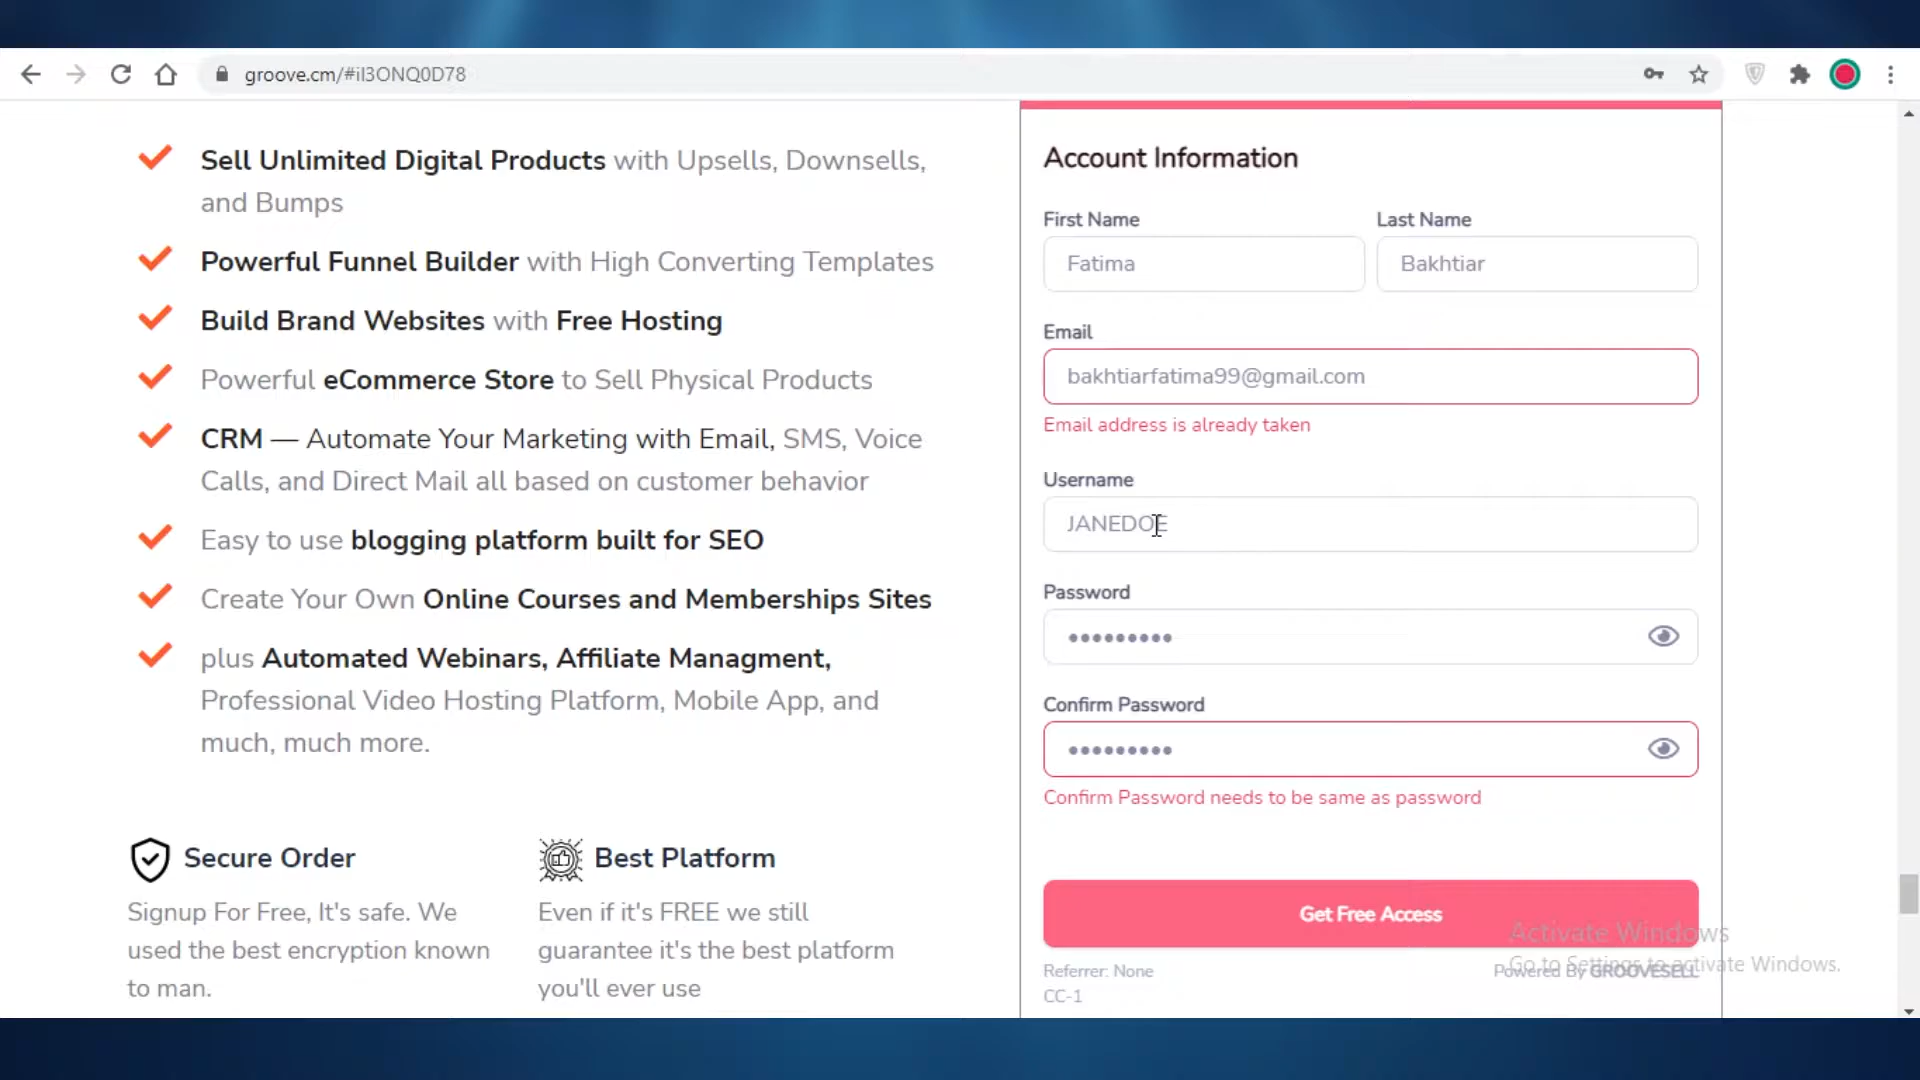 groove.cm/#iI3ONQ0D78
Sell Unlimited Digital Products with Upsells, Downsells,
and Bumps
Powerful Funnel Builder with High Converting Templates
Build Brand Websites with Free Hosting
Powerful eCommerce Store to Sell Physical Products
CRM — Automate Your Marketing with Email, SMS, Voice
Calls, and Direct Mail all based on customer behavior
Easy to use blogging platform built for SEO
Create Your Own Online Courses and Memberships Sites
plus Automated Webinars, Affiliate Managment,
Professional Video Hosting Platform, Mobile App, and
much, much more.
Secure Order
Signup For Free, It's safe. We
used the best encryption known
to man.
Best Platform
Even if it's FREE we still
guarantee it's the best platform
you'll ever use
Account Information
First Name
Last Name
Fatima
Bakhtiar
Email
bakhtiarfatima99@gmail.com
Email address is already taken
Username
JANEDOE
Password
•••••••••
Confirm Password
•••••••••
Confirm Password needs to be same as password
Get Free Access
Referrer: None
Powered By GROOVESELL
CC-1
Activate Windows
Go to Settings to activate Windows.